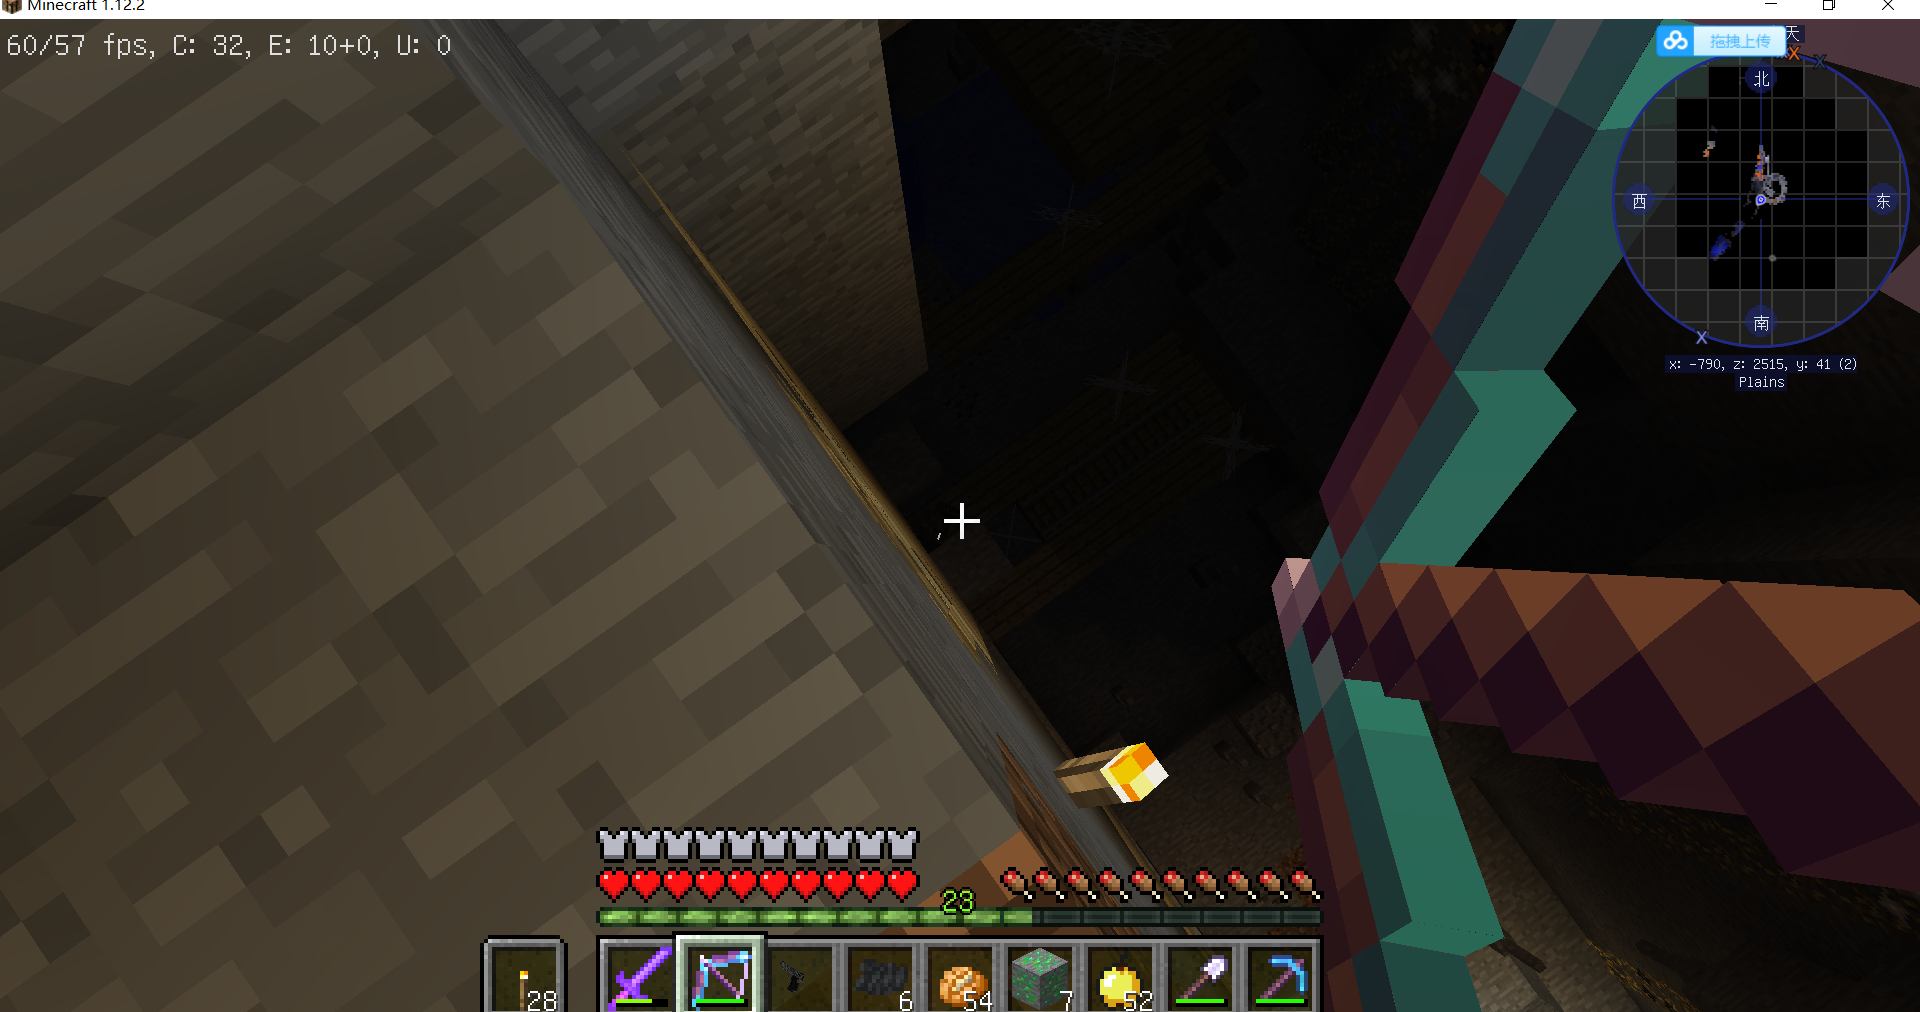 Minecraft 1.12.2
60/57 fps, C: 32, E: 10+0, U: 0
拖拽上传
天
X
X
北
西
东
南
X
x: -790, z: 2515, y: 41 (2)
Plains
23
28
6
54
7
52